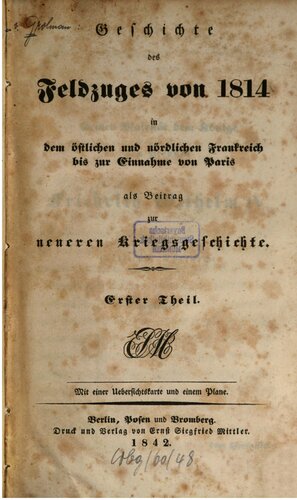 v. Grolman:
Geschichte
des
Feldzuges von 1814
in
dem östlichen und nördlichen Frankreich
bis zur Einnahme von Paris
als Beitrag
zur
neueren Kriegsgeschichte.
Erster Theil.
ESM
Mit einer Uebersichtskarte und einem Plane.
Berlin, Posen und Bromberg.
Druck und Verlag von Ernst Siegfried Mittler.
1842.